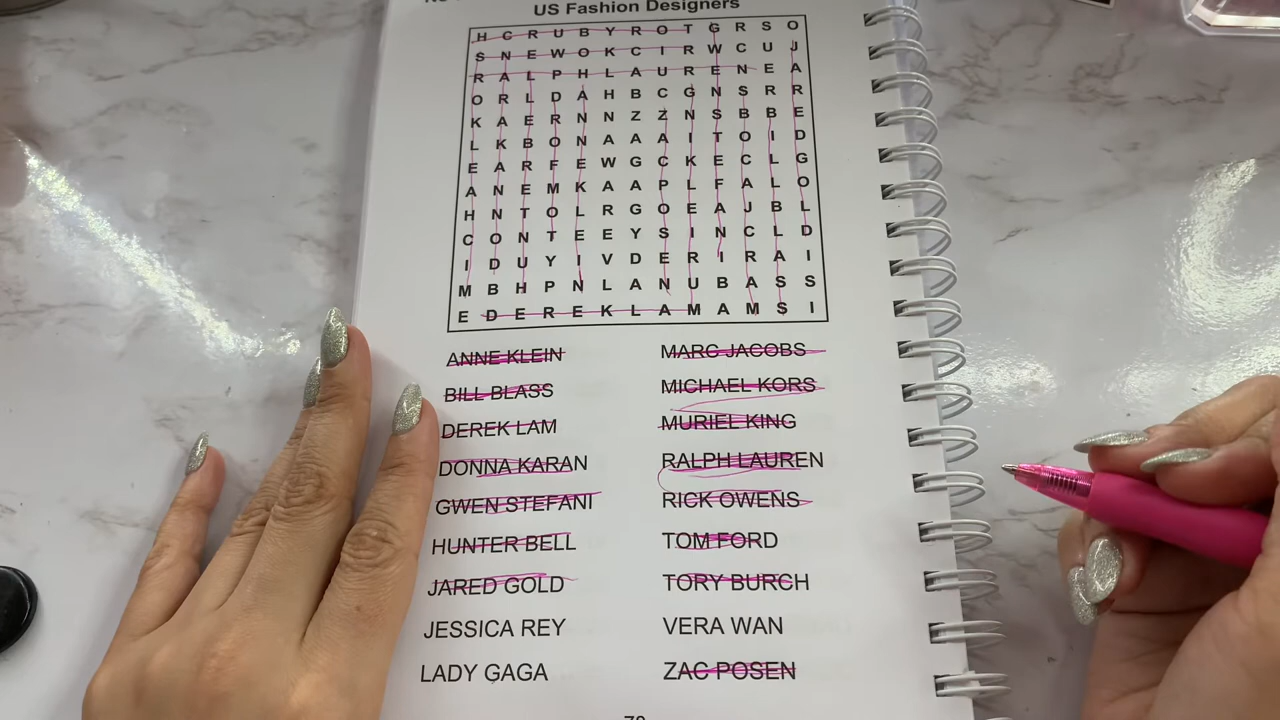 US Fashion Designers
H C R U B Y R O T G R S O
S N E W O K C I R W C U J
R A L P H L A U R E N E A
O R L D A H B C G N S R R
K A E R N N Z Z N S B B E
L K B O N A A A I T O I D
E A R F E W G C K E C L G
A N E M K A A P L F A L O
H N T O L R G O E A J B L
C O N T E E Y S I N C L D
I D U Y I V D E R I R A I
M B H P N L A N U B A S S
E D E R E K L A M A M S I
ANNE KLEIN MARC JACOBS
BILL BLASS MICHAEL KORS
DEREK LAM MURIEL KING
DONNA KARAN RALPH LAUREN
GWEN STEFANI RICK OWENS
HUNTER BELL TOM FORD
JARED GOLD TORY BURCH
JESSICA REY VERA WAN
LADY GAGA ZAC POSEN